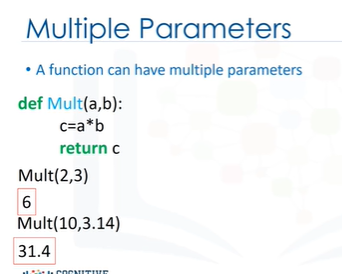 Multiple Parameters
• A function can have multiple parameters
def Mult(a,b):
c=a*b
return c
Mult(2,3)
6
Mult(10,3.14)
31.4
COGNITIVE